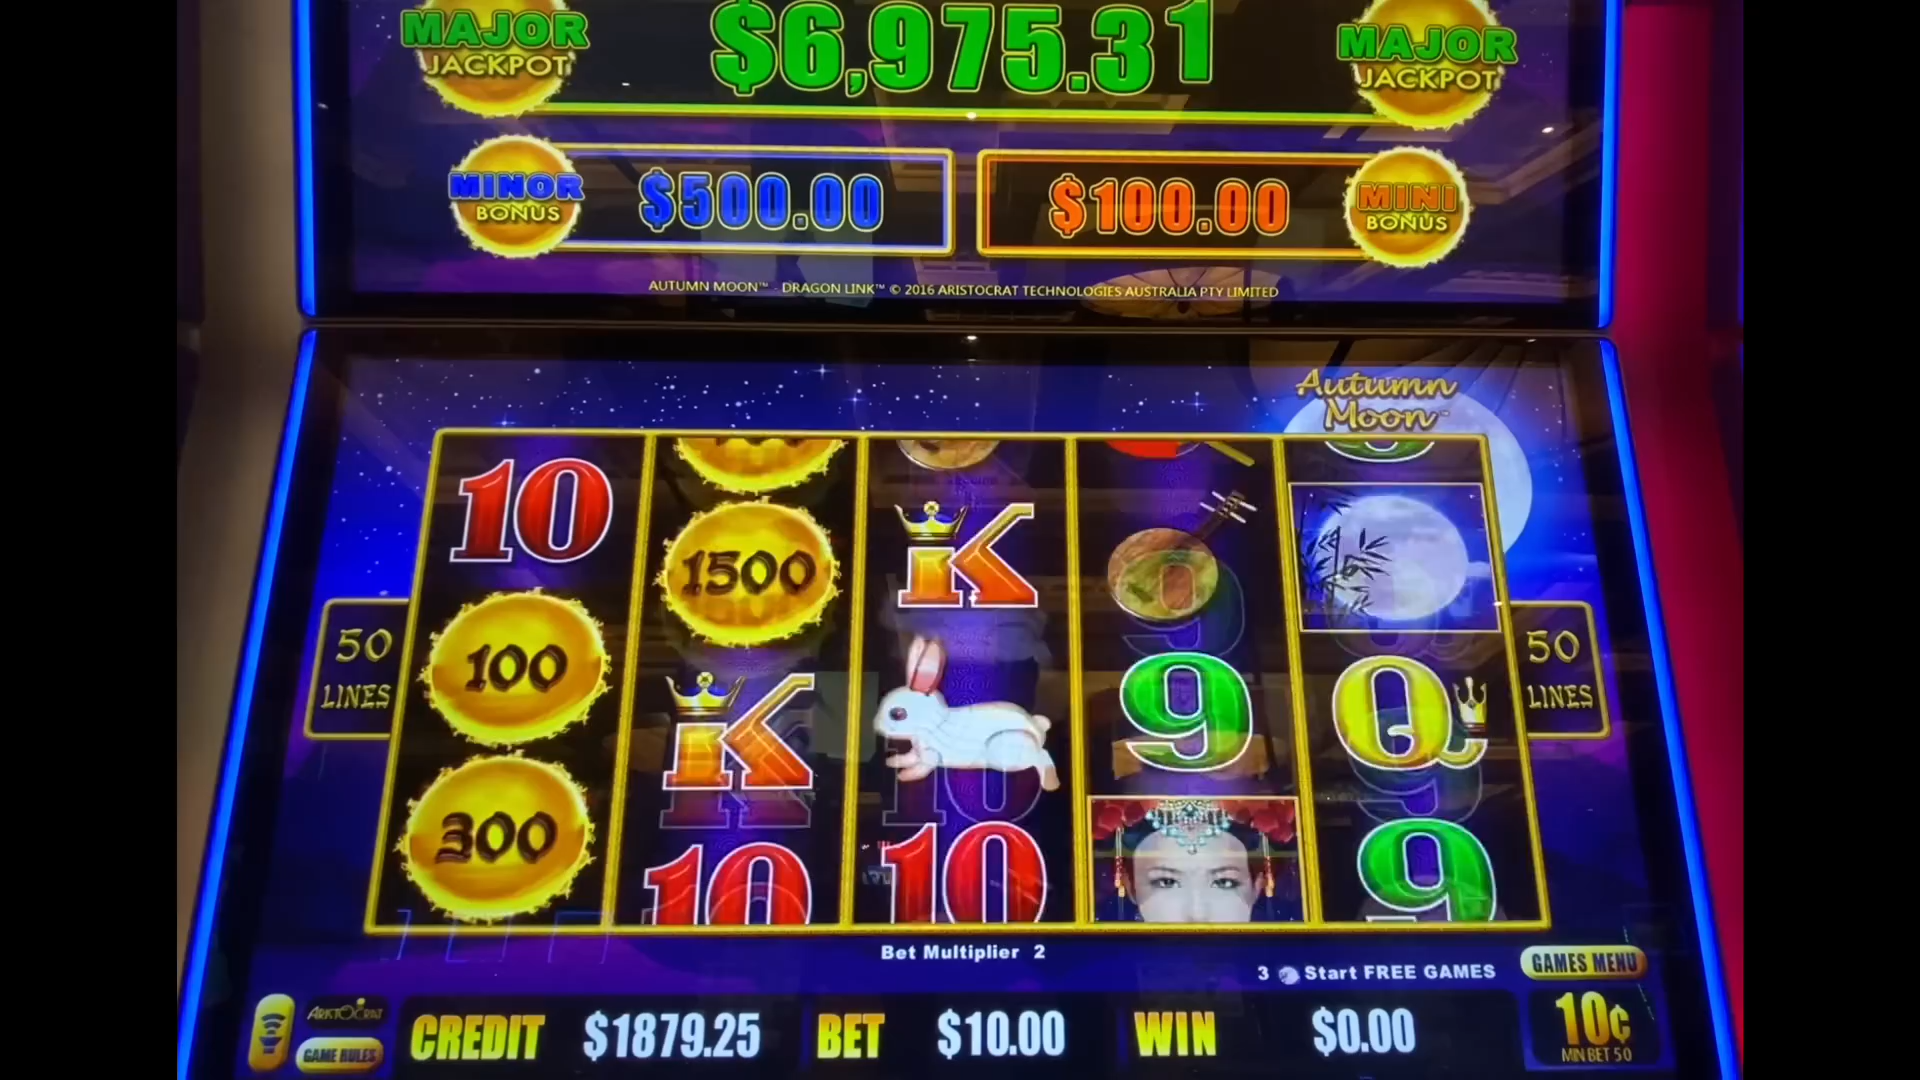 MAJOR
JACKPOT
$6,975.31
MAJOR
JACKPOT
MINOR
BONUS
$500.00
$100.00
MINI
BONUS
AUTUMN MOON™ - DRAGON LINK™ © 2016 ARISTOCRAT TECHNOLOGIES AUSTRALIA PTY LIMITED
Autumn
Moon™
10
1500
K
50
LINES
100
K
9
Q
50
LINES
300
10
10
9
Bet Multiplier 2
3 Start FREE GAMES
GAMES MENU
ARISTOCRAT
GAME RULES
CREDIT $1879.25
BET $10.00
WIN $0.00
10¢
MIN BET 50